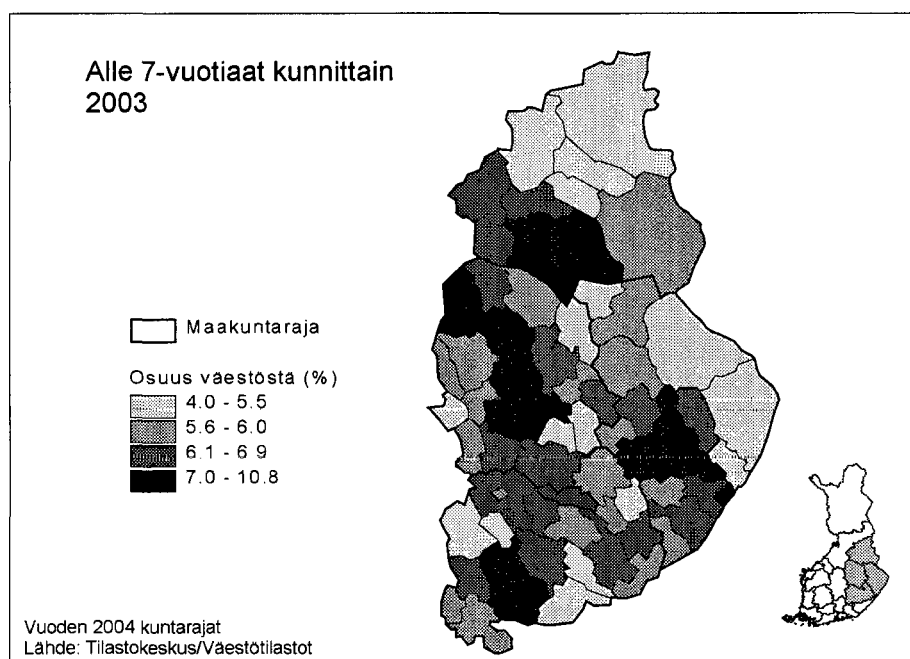 Alle 7-vuotiaat kunnittain
2003
Maakuntaraja
Osuus väestöstä (%)
4.0 - 5.5
5.6 - 6.0
6.1 - 6.9
7.0 - 10.8
Vuoden 2004 kuntarajat
Lähde: Tilastokeskus/Väestötilastot